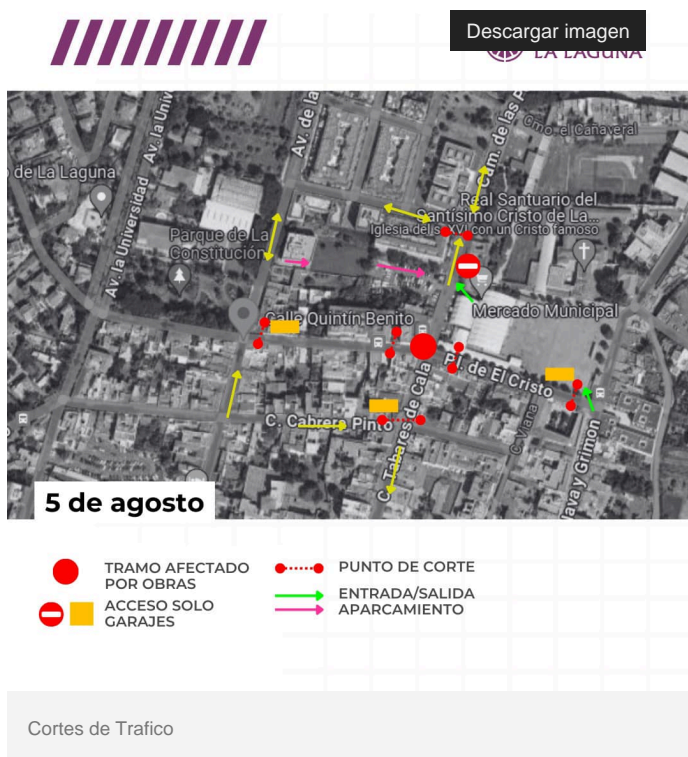 Descargar imagen
LA LAGUNA
Av. la Univ
Av. de la
Cam. de las p
Cmo. el Cañaveral
o de La Laguna
Av. la Universidad
Parque de La
Constitución
Real Santuario del
Santísimo Cristo de La...
Iglesia del s. XVI con un Cristo famoso
Mercado Municipal
Calle Quintín Benito
Pl. de El Cristo
C. Cabrera Pinto
C. Tabares de Cala
C. Viana
Nava y Grimón
5 de agosto
TRAMO AFECTADO
POR OBRAS
PUNTO DE CORTE
ACCESO SOLO
GARAJES
ENTRADA/SALIDA
APARCAMIENTO
Cortes de Trafico